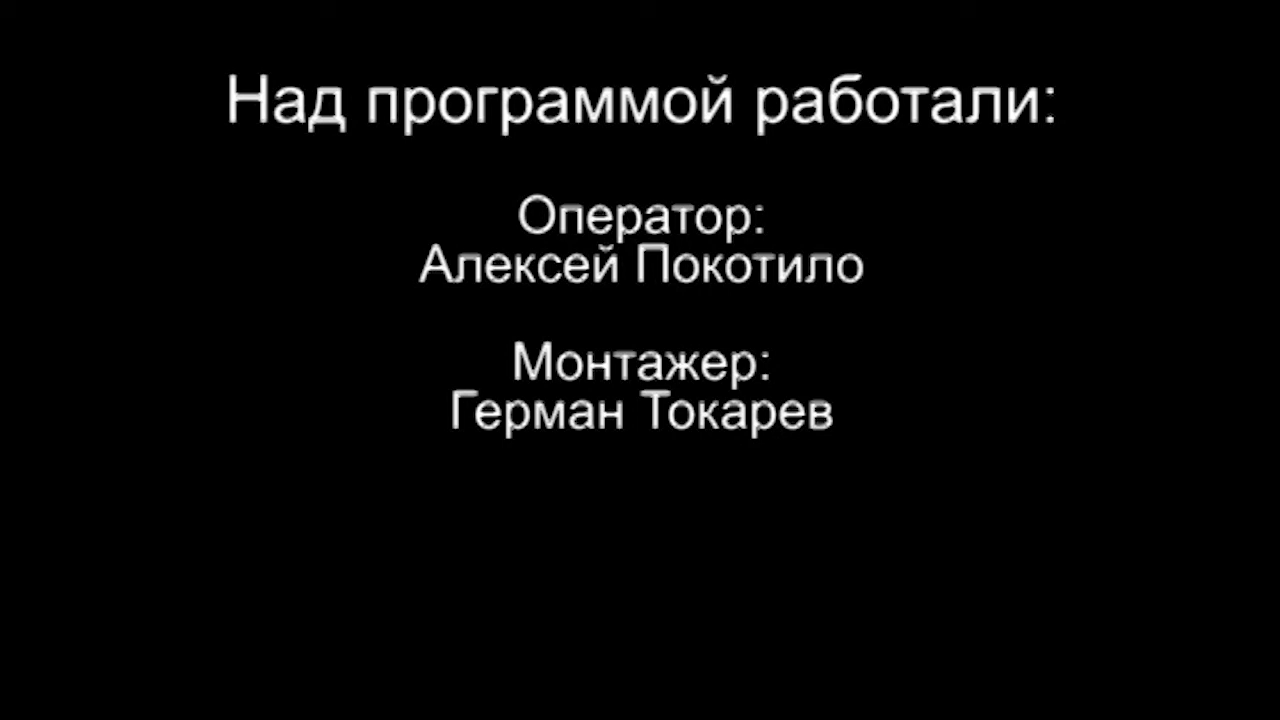 Над программой работали:
Оператор:
Алексей Покотило
Монтажер:
Герман Токарев